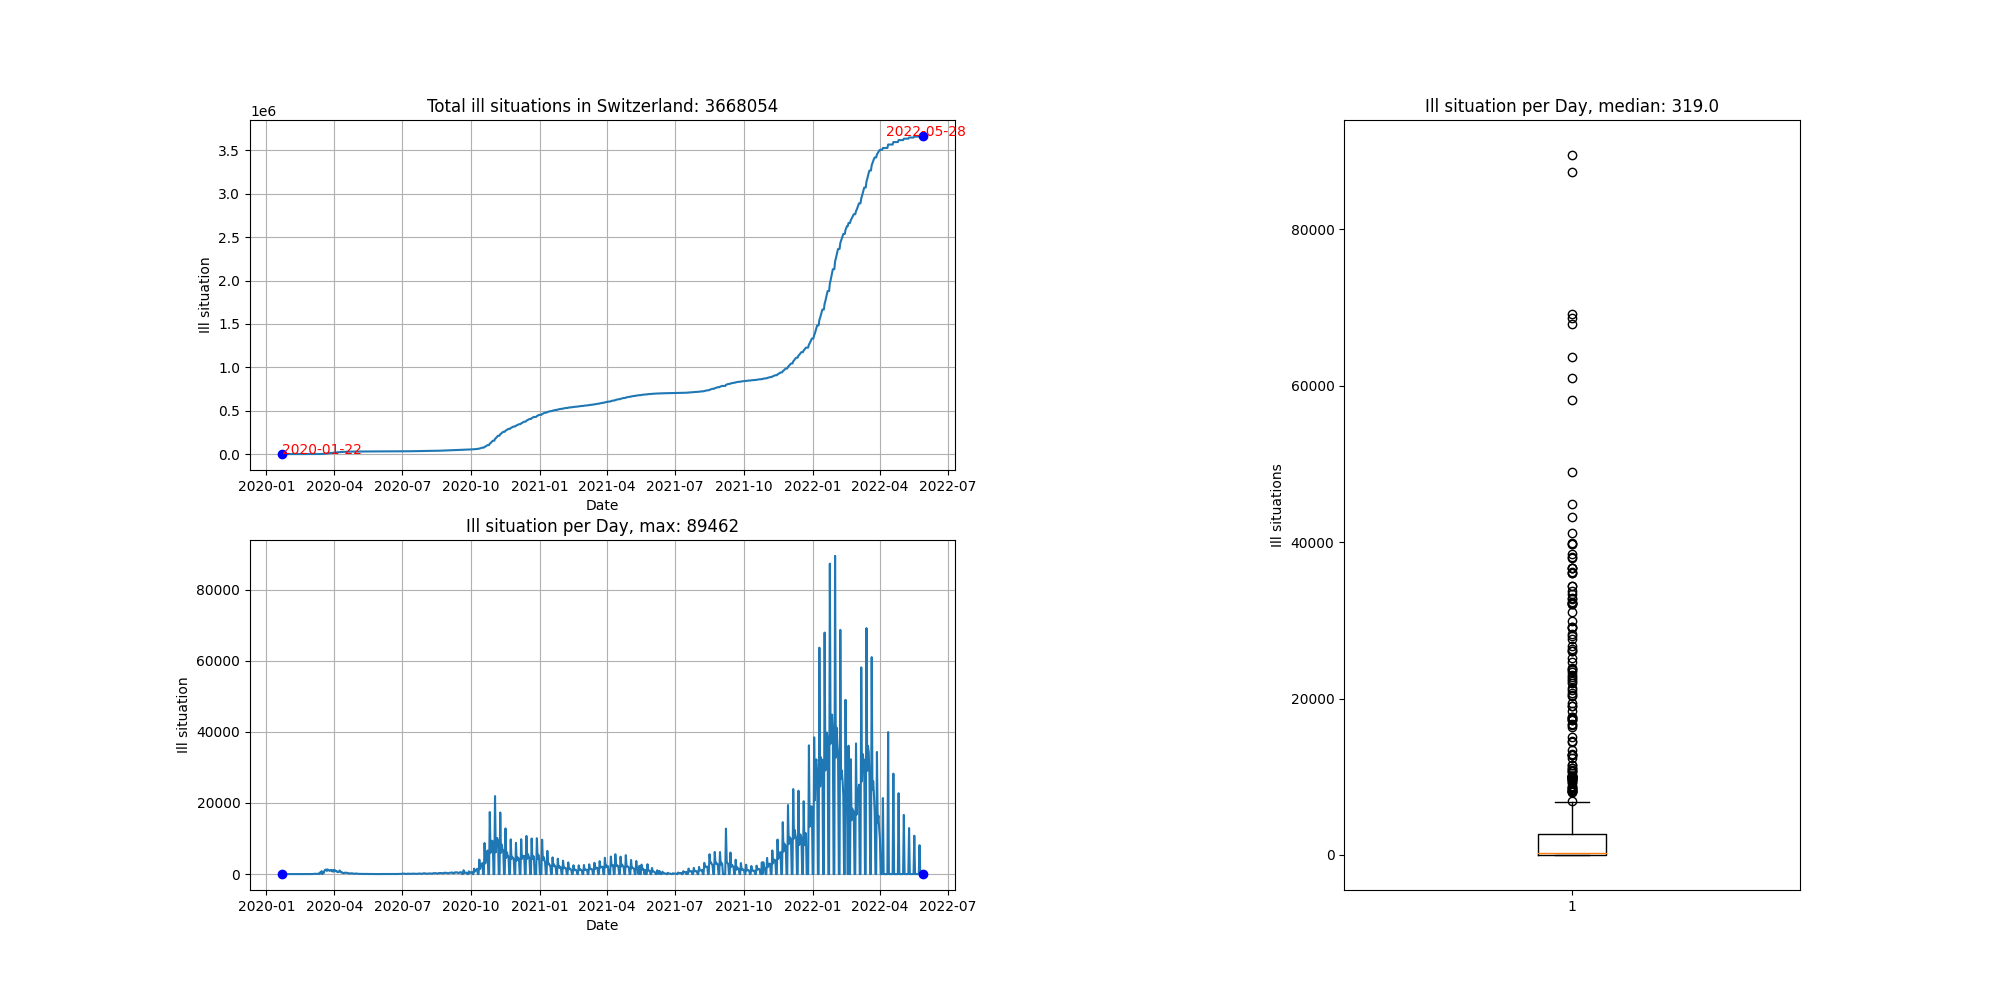 Total ill situations in Switzerland: 3668054
1e6
3.5
3.0
2.5
2.0
1.5
1.0
0.5
0.0
Ill situation
2022-05-28
2020-01-22
2020-01 2020-04 2020-07 2020-10 2021-01 2021-04 2021-07 2021-10 2022-01 2022-04 2022-07
Date
Ill situation per Day, max: 89462
80000
60000
40000
20000
0
Ill situation
2020-01 2020-04 2020-07 2020-10 2021-01 2021-04 2021-07 2021-10 2022-01 2022-04 2022-07
Date
Ill situation per Day, median: 319.0
80000
60000
40000
20000
0
Ill situations
1